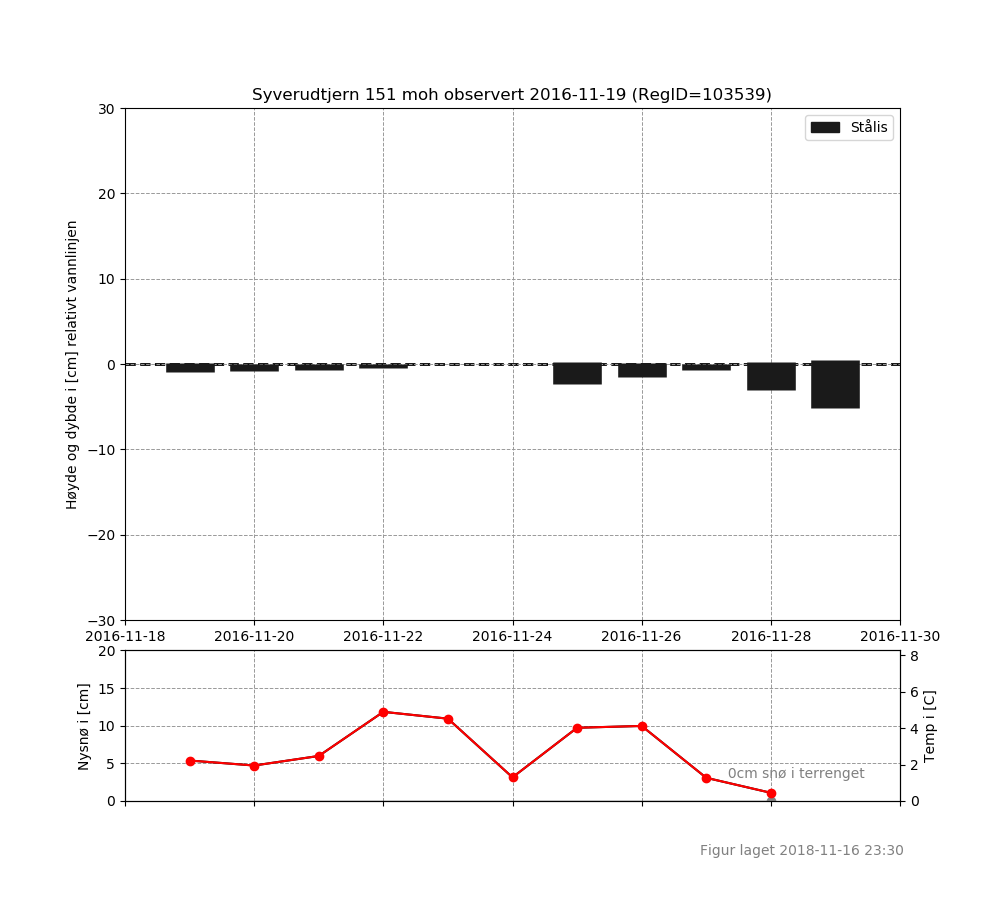 Syverudtjern 151 moh observert 2016-11-19 (RegID=103539)
Stålis
Høyde og dybde i [cm] relativt vannlinjen
30
20
10
0
−10
−20
−30
2016-11-18 2016-11-20 2016-11-22 2016-11-24 2016-11-26 2016-11-28 2016-11-30
Nysnø i [cm]
20
15
10
5
0
8
6
4
2
0
Temp i [C]
0cm snø i terrenget
Figur laget 2018-11-16 23:30